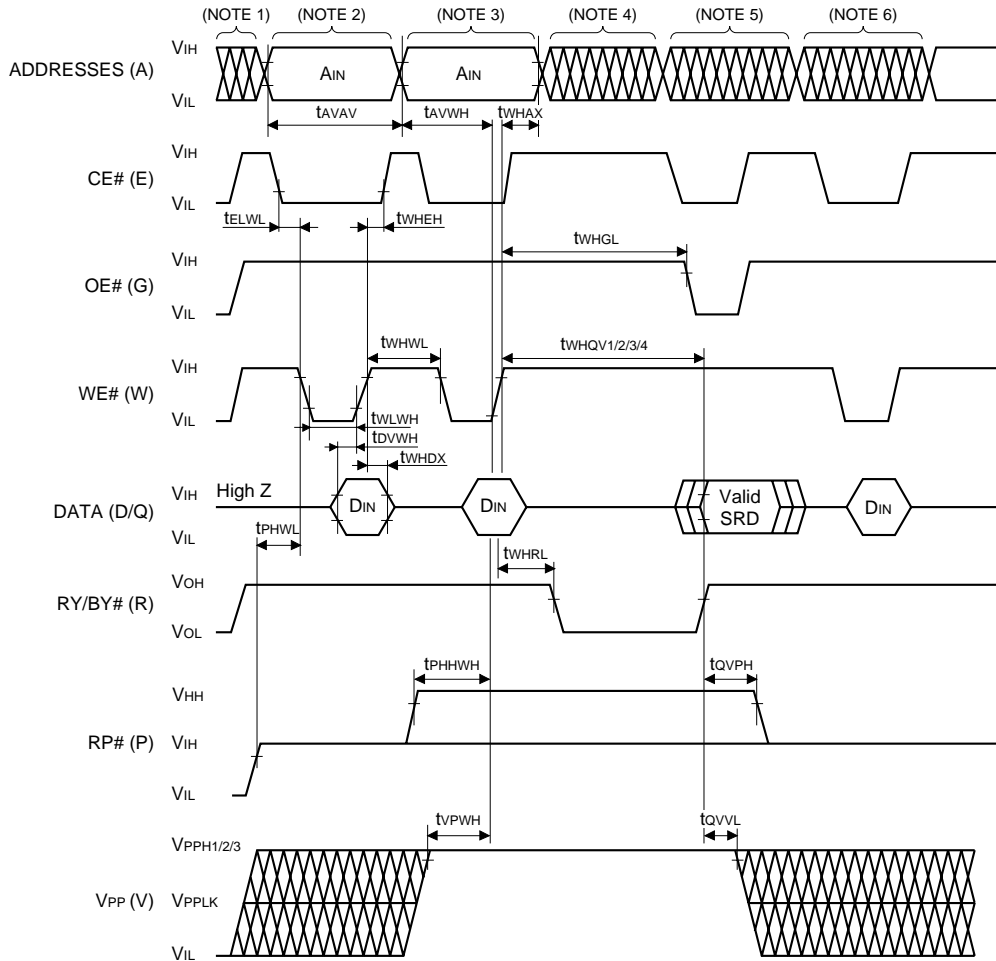 (NOTE 1) (NOTE 2) (NOTE 3) (NOTE 4) (NOTE 5) (NOTE 6)
VIH
ADDRESSES (A)
AIN AIN
VIL
tAVAV tAVWH tWHAX
VIH
CE# (E)
VIL
tELWL tWHEH
tWHGL
VIH
OE# (G)
VIL
tWHWL tWHQV1/2/3/4
VIH
WE# (W)
VIL
tWLWH
tDVWH
tWHDX
VIH High Z
DATA (D/Q)
DIN DIN Valid SRD DIN
VIL
tPHWL
tWHRL
VOH
RY/BY# (R)
VOL
tPHHWH tQVPH
VHH
RP# (P)
VIH
VIL
tVPWH tQVVL
VPPH1/2/3
VPP (V) VPPLK
VIL